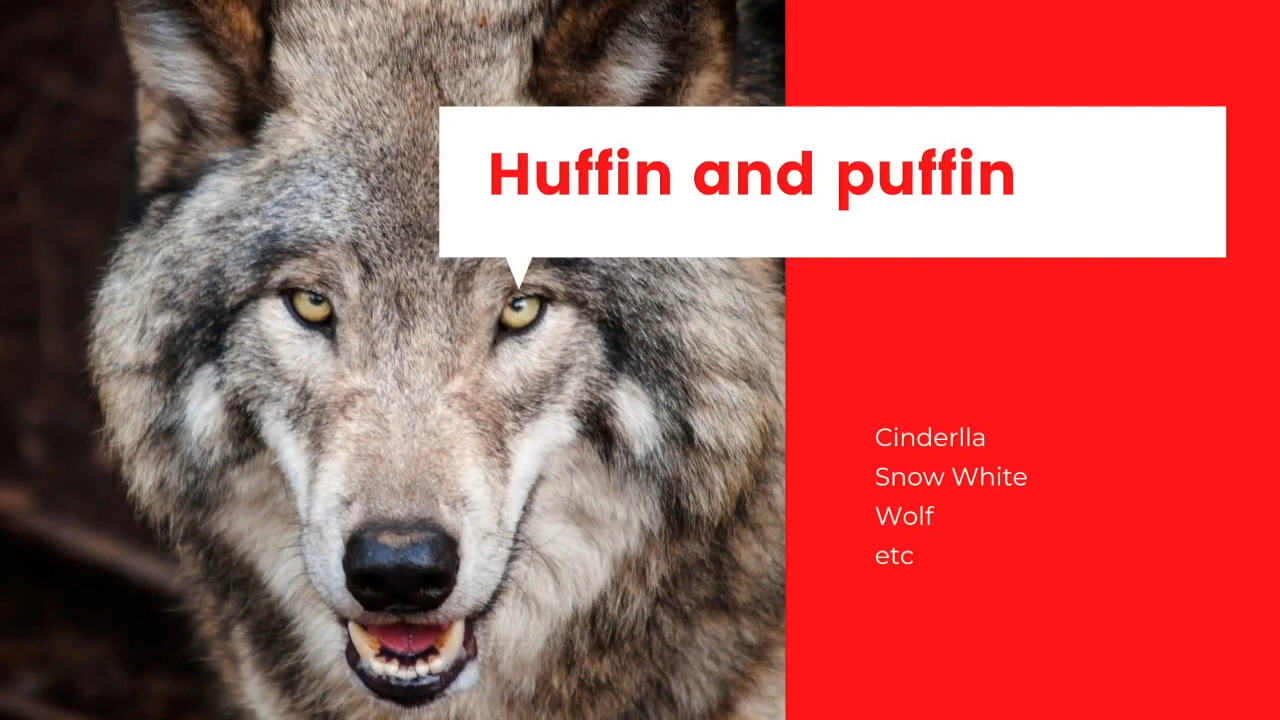 Huffin and puffin
Cinderlla
Snow White
Wolf
etc